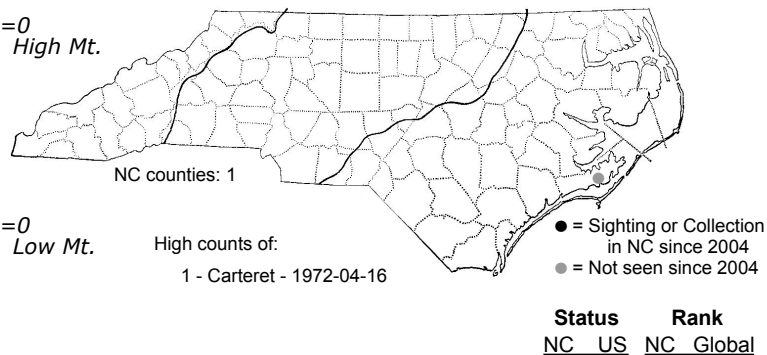 =0
High Mt.
NC counties: 1
=0
Low Mt.
High counts of:
1 - Carteret - 1972-04-16
● = Sighting or Collection
in NC since 2004
● = Not seen since 2004
Status Rank
NC US NC Global